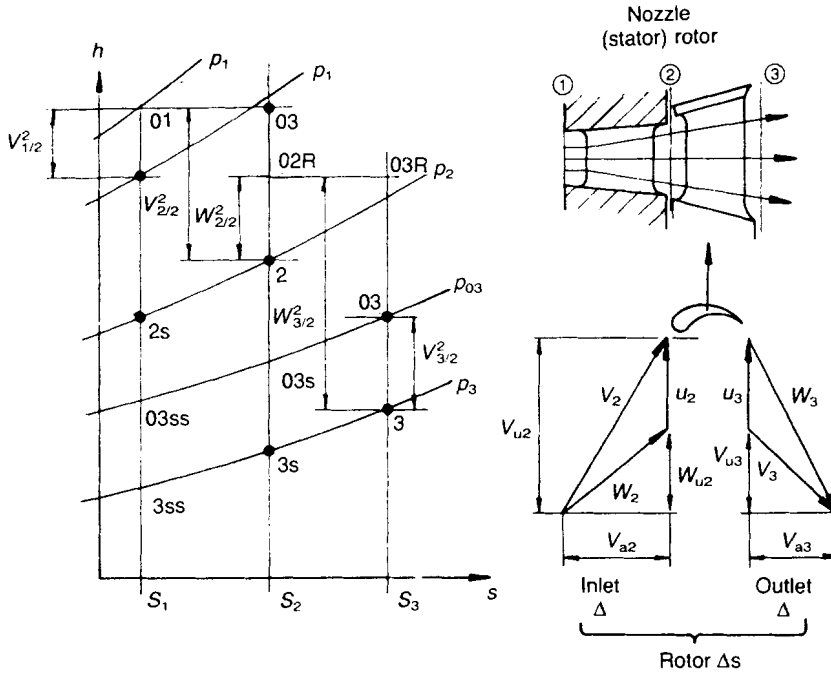 Nozzle
(stator) rotor
h
p₁
p₁
① ② ③
01
03
V²₁/₂
02R
03R
p₂
V²₂/₂
W²₂/₂
2
p₀₃
2s
W²₃/₂
03
V²₃/₂
03s
p₃
03ss
3
3s
3ss
S₁
S₂
S₃
s
V₂
u₂
u₃
W₃
Vu2
W₂
Wu2
Vu3
V₃
Va2
Va3
Inlet
Δ
Outlet
Δ
Rotor Δs